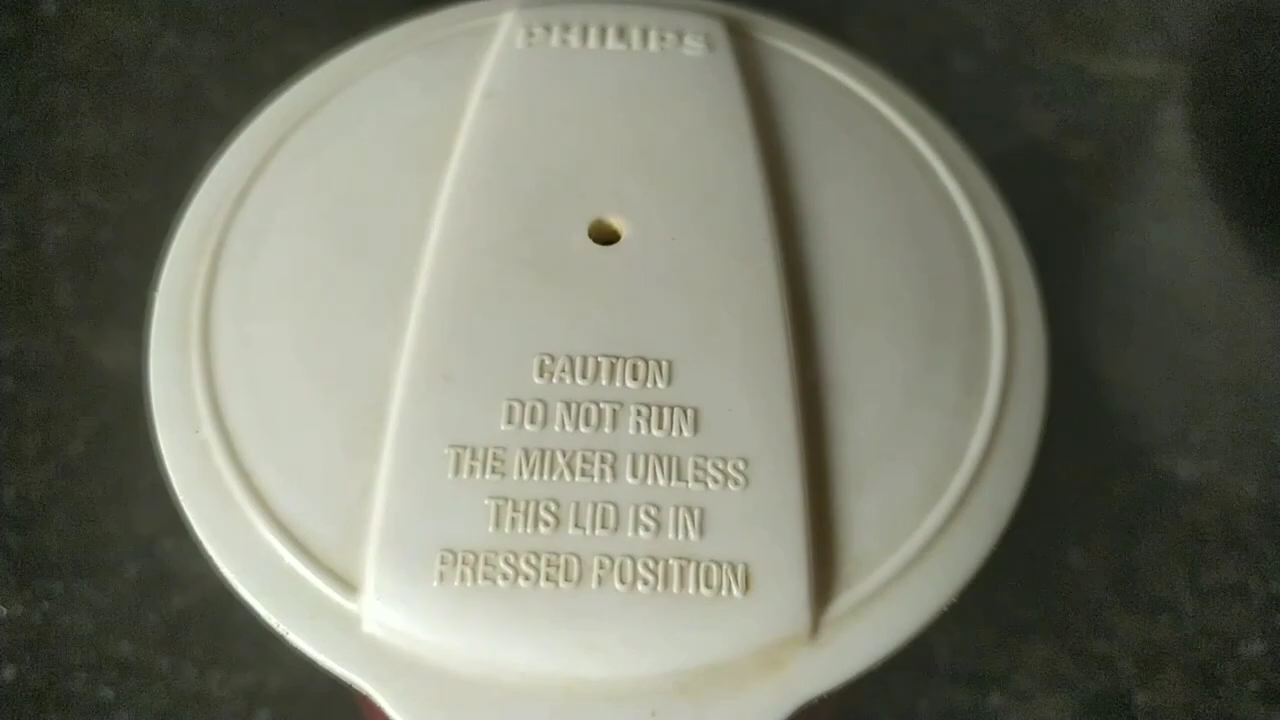 PHILIPS
CAUTION
DO NOT RUN
THE MIXER UNLESS
THIS LID IS IN
PRESSED POSITION